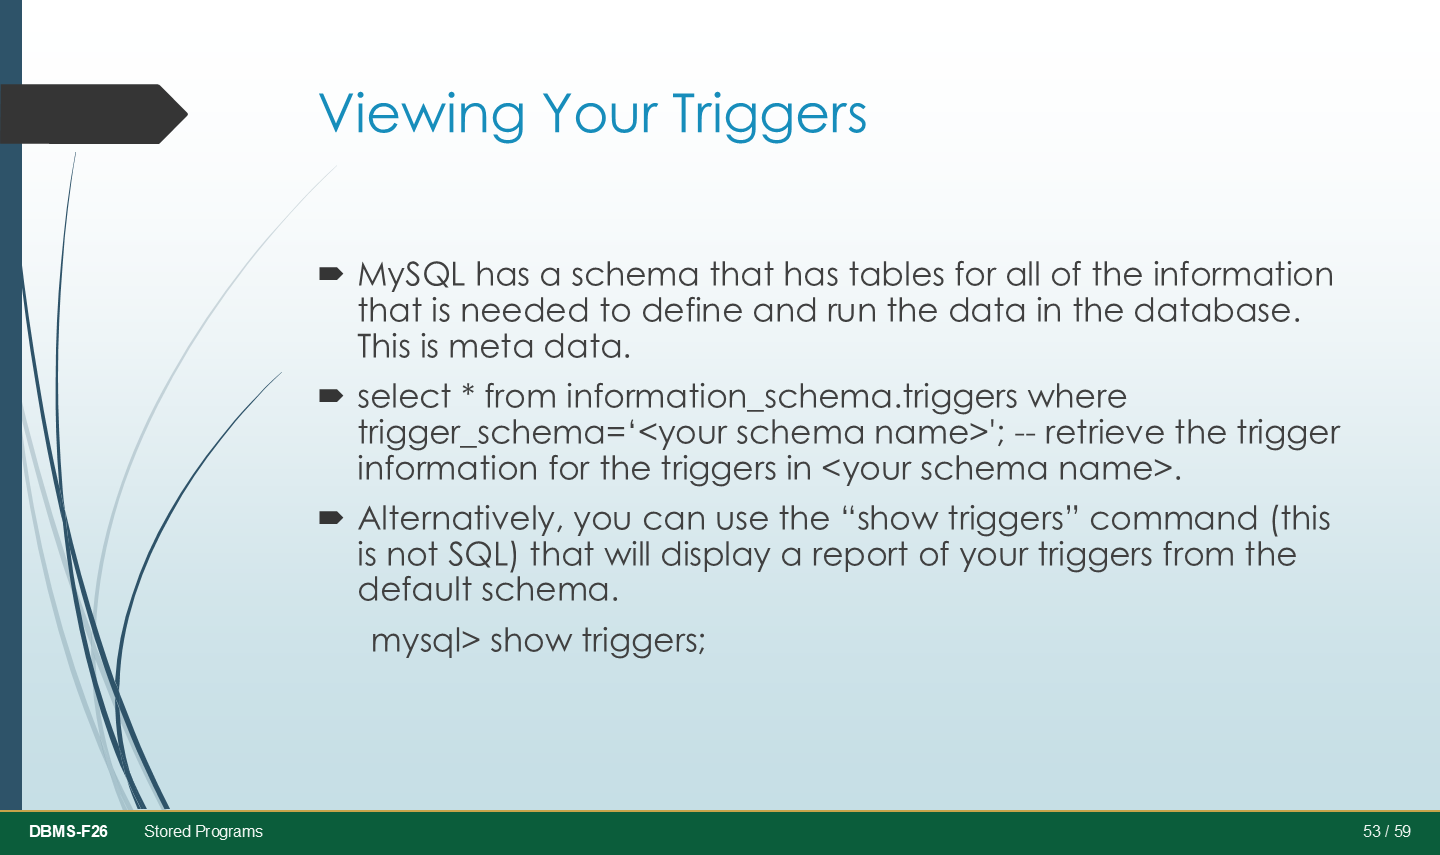 Viewing Your Triggers
MySQL has a schema that has tables for all of the information
that is needed to define and run the data in the database.
This is meta data.
select * from information_schema.triggers where
trigger_schema=‘<your schema name>'; -- retrieve the trigger
information for the triggers in <your schema name>.
Alternatively, you can use the “show triggers” command (this
is not SQL) that will display a report of your triggers from the
default schema.
mysql> show triggers;
DBMS-F26 Stored Programs 53 / 59